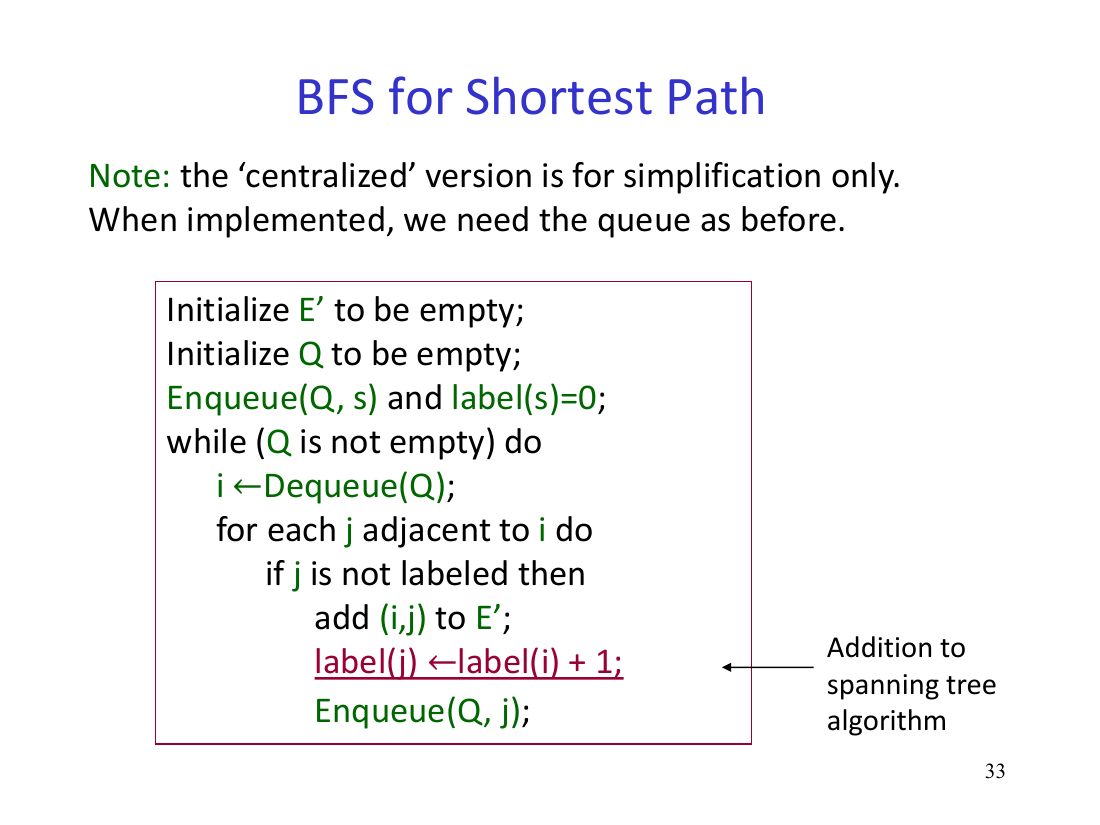 BFS for Shortest Path
Note: the ‘centralized’ version is for simplification only.
When implemented, we need the queue as before.
Initialize E’ to be empty;
Initialize Q to be empty;
Enqueue(Q, s) and label(s)=0;
while (Q is not empty) do
i ←Dequeue(Q);
for each j adjacent to i do
if j is not labeled then
add (i,j) to E’;
label(j) ←label(i) + 1;
Enqueue(Q, j);
Addition to
spanning tree
algorithm
33